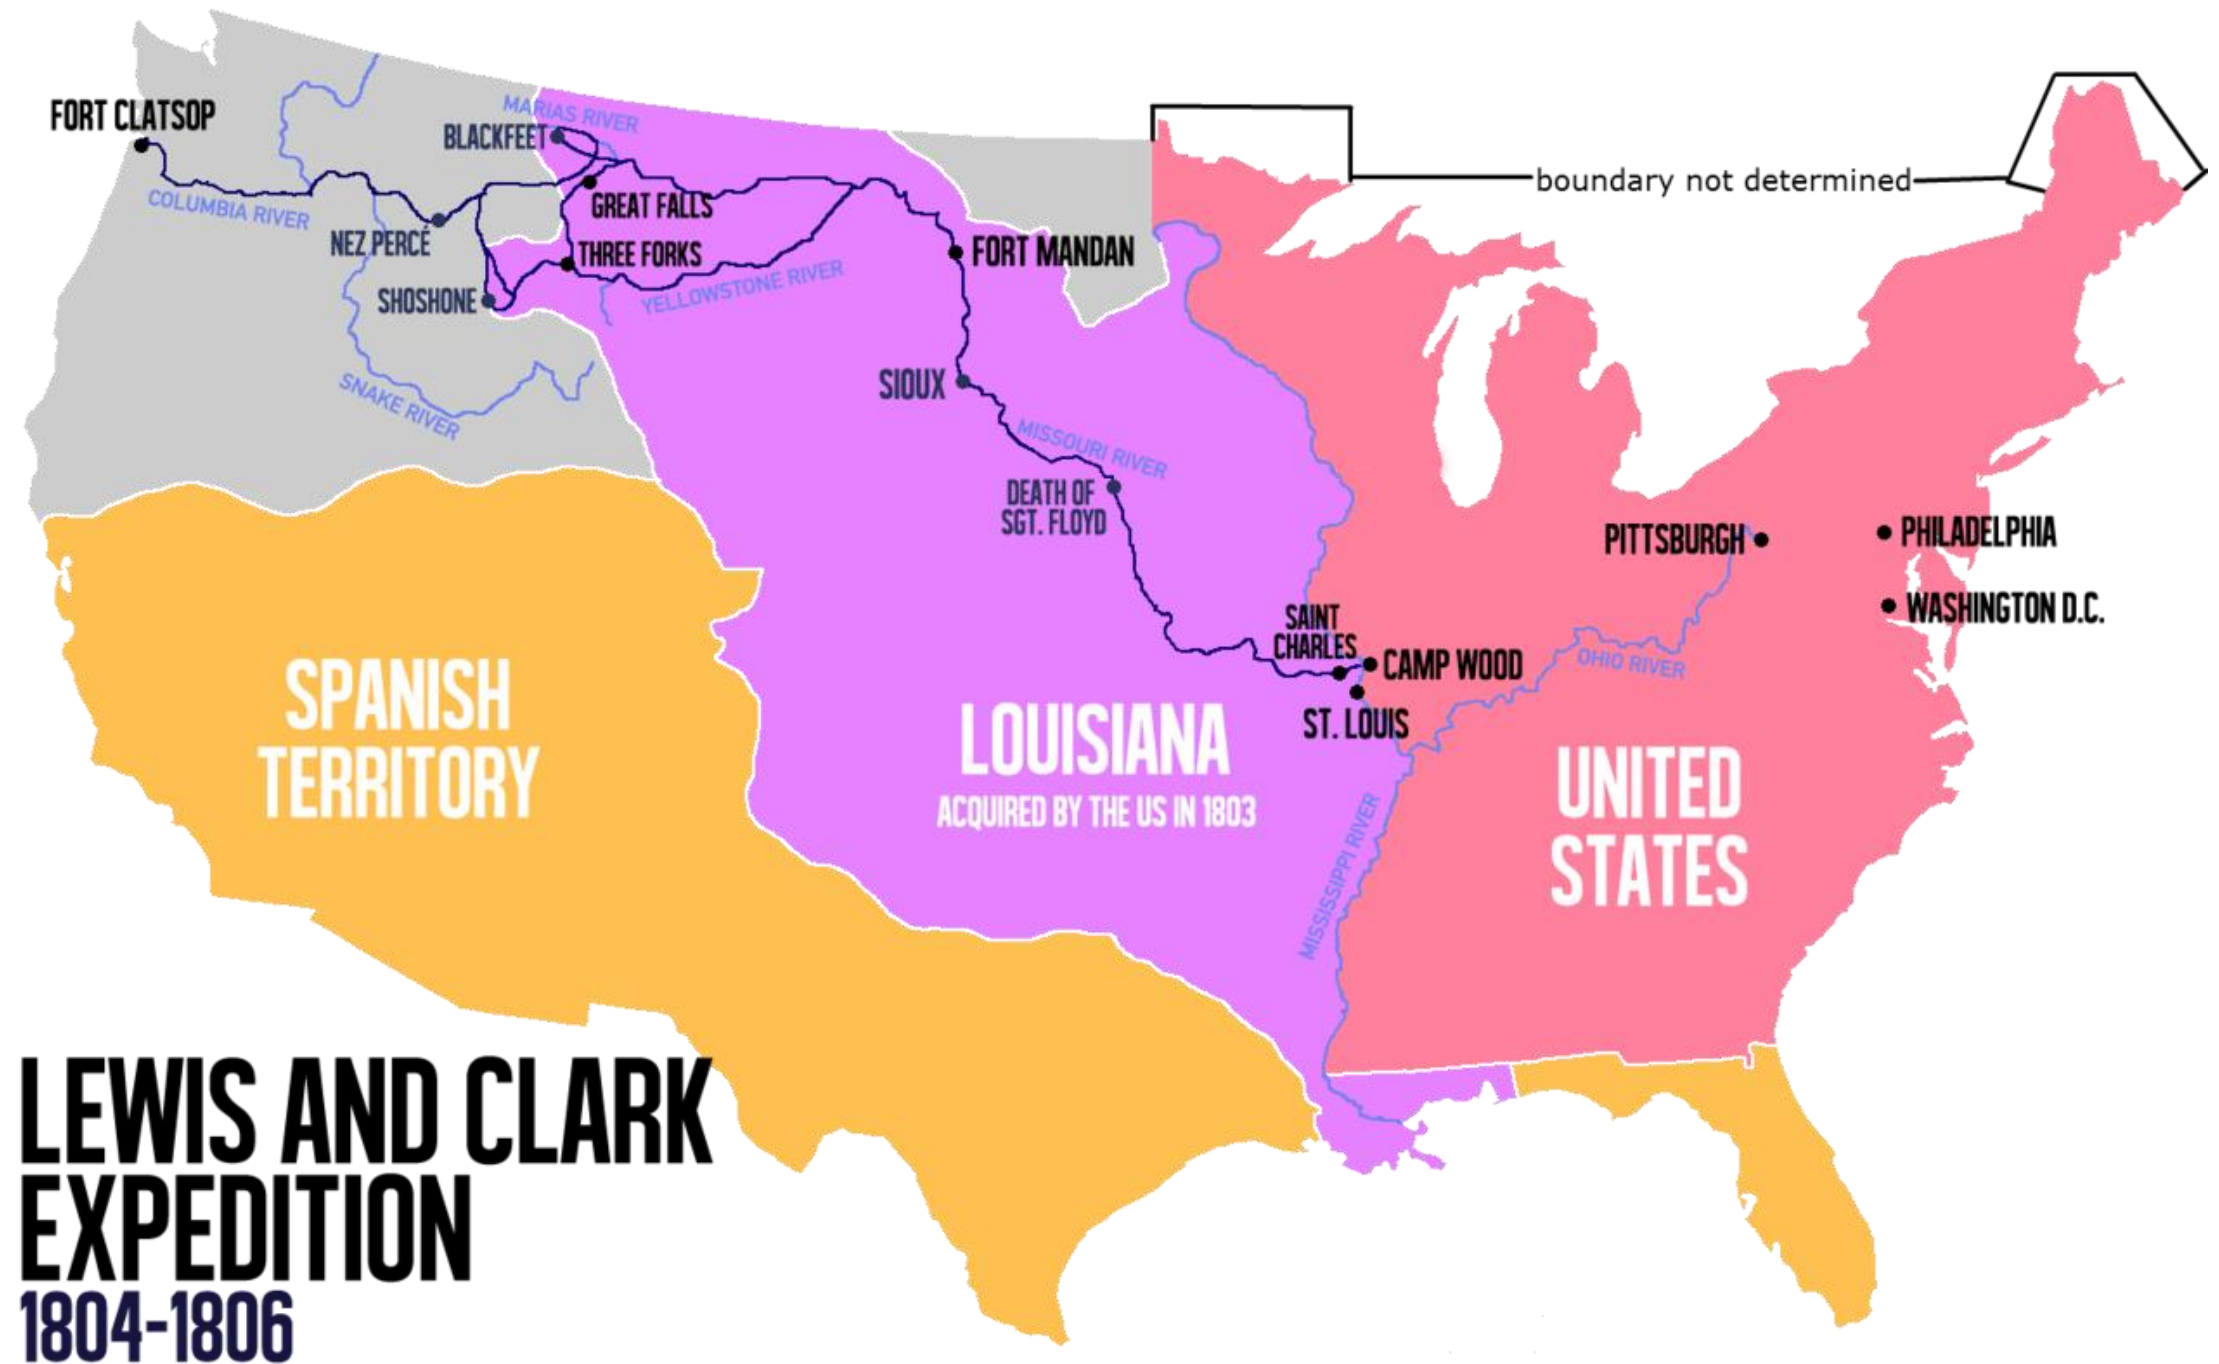 FORT CLATSOP
COLUMBIA RIVER
MARIAS RIVER
BLACKFEET
GREAT FALLS
NEZ PERCÉ
THREE FORKS
SHOSHONE
YELLOWSTONE RIVER
SNAKE RIVER
FORT MANDAN
boundary not determined
SIOUX
MISSOURI RIVER
DEATH OF
SGT. FLOYD
PITTSBURGH
PHILADELPHIA
WASHINGTON D.C.
SAINT
CHARLES
CAMP WOOD
ST. LOUIS
OHIO RIVER
MISSISSIPPI RIVER
SPANISH
TERRITORY
LOUISIANA
ACQUIRED BY THE US IN 1803
UNITED
STATES
LEWIS AND CLARK
EXPEDITION
1804-1806